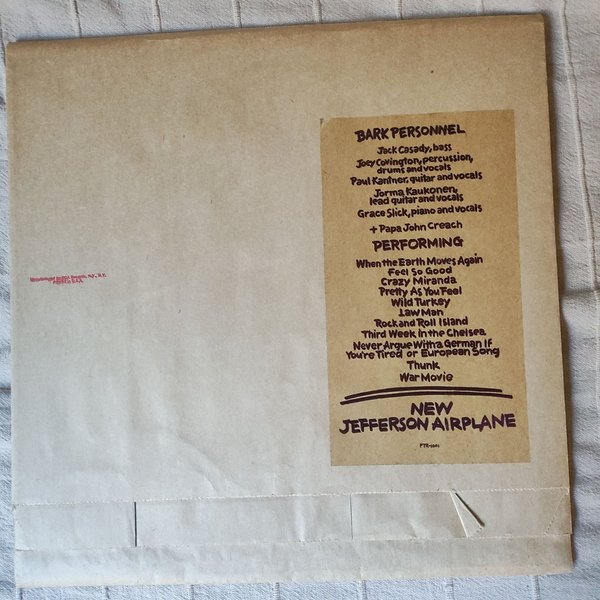 BARK PERSONNEL
Jack Casady, bass
Joey Covington, percussion,
drums and vocals
Paul Kantner, guitar and vocals
Jorma Kaukonen,
lead guitar and vocals
Grace Slick, piano and vocals
+ Papa John Creach
PERFORMING
When the Earth Moves Again
Feel So Good
Crazy Miranda
Pretty As You Feel
Wild Turkey
Law Man
Rock and Roll Island
Third Week In the Chelsea
Never Argue With a German If
You're Tired or European Song
Thunk
War Movie
NEW
JEFFERSON AIRPLANE
FTR-1001